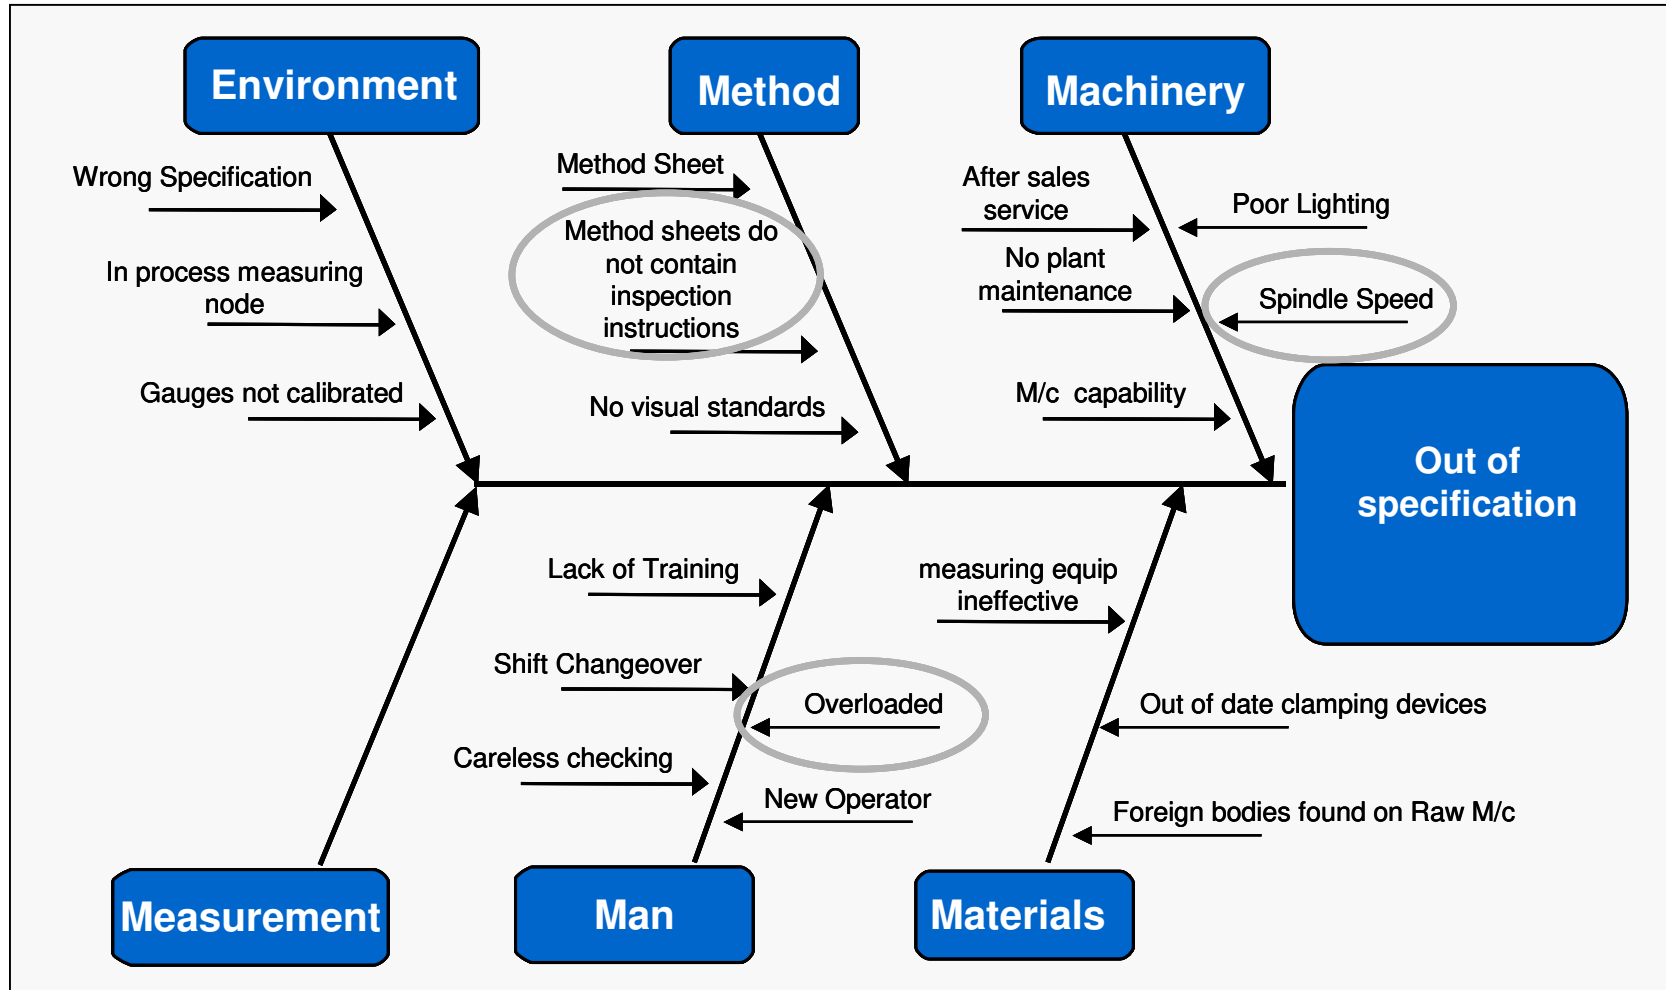 Environment
Method
Machinery
Wrong Specification
In process measuring
node
Gauges not calibrated
Method Sheet
Method sheets do
not contain
inspection
instructions
No visual standards
After sales
service
No plant
maintenance
M/c capability
Poor Lighting
Spindle Speed
Out of
specification
Lack of Training
Shift Changeover
Careless checking
Overloaded
New Operator
measuring equip
ineffective
Out of date clamping devices
Foreign bodies found on Raw M/c
Measurement
Man
Materials